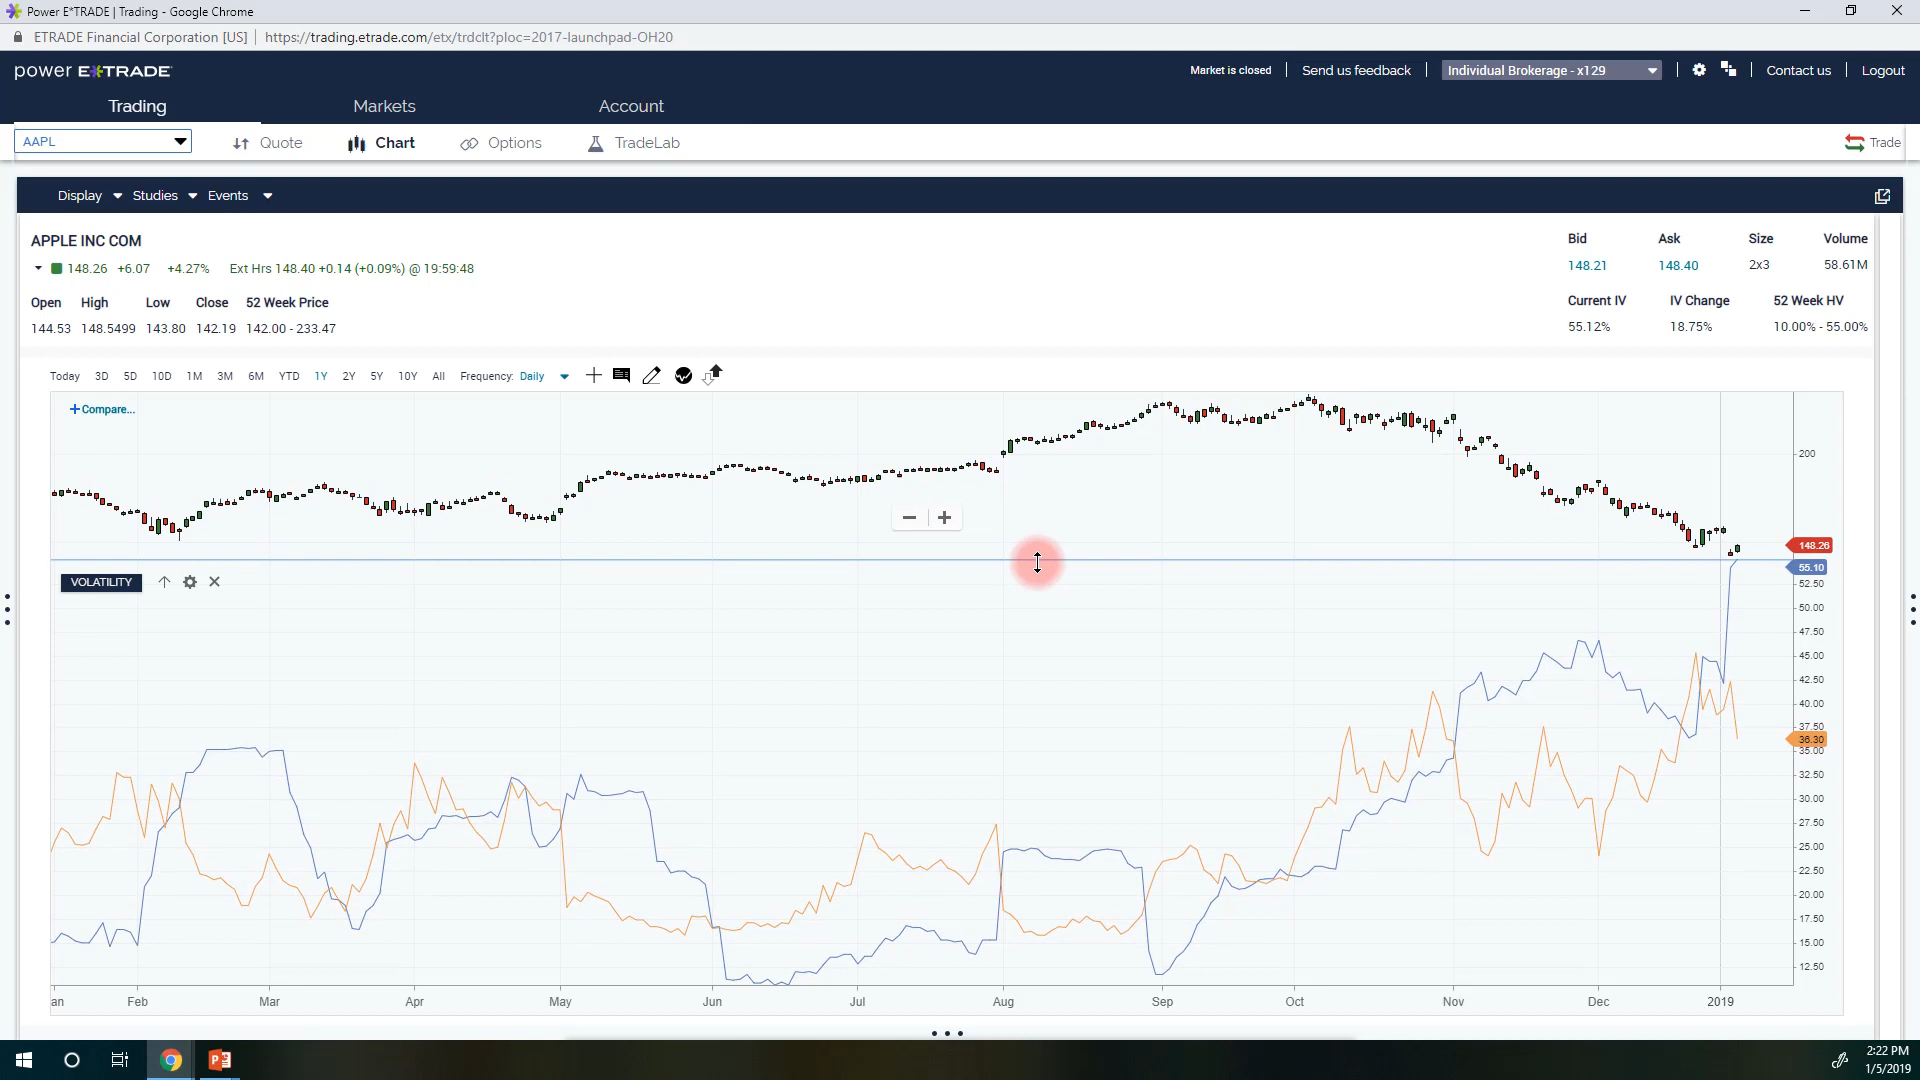 Power E*TRADE | Trading - Google Chrome
ETRADE Financial Corporation [US] | https://trading.etrade.com/etx/trdclt?ploc=2017-launchpad-OH20
power E*TRADE
Market is closed
Send us feedback
Individual Brokerage - x129
Contact us
Logout
Trading
Markets
Account
AAPL
Quote
Chart
Options
TradeLab
Trade
Display
Studies
Events
APPLE INC COM
148.26 +6.07 +4.27% Ext Hrs 148.40 +0.14 (+0.09%) @ 19:59:48
Open High Low Close 52 Week Price
144.53 148.5499 143.80 142.19 142.00 - 233.47
Bid Ask Size Volume
148.21 148.40 2x3 58.61M
Current IV IV Change 52 Week HV
55.12% 18.75% 10.00% - 55.00%
Today 3D 5D 10D 1M 3M 6M YTD 1Y 2Y 5Y 10Y All Frequency: Daily
+Compare...
200
148.26
VOLATILITY
55.10
52.50
50.00
47.50
45.00
42.50
40.00
37.50
36.30
35.00
32.50
30.00
27.50
25.00
22.50
20.00
17.50
15.00
12.50
an Feb Mar Apr May Jun Jul Aug Sep Oct Nov Dec 2019
2:22 PM
1/5/2019